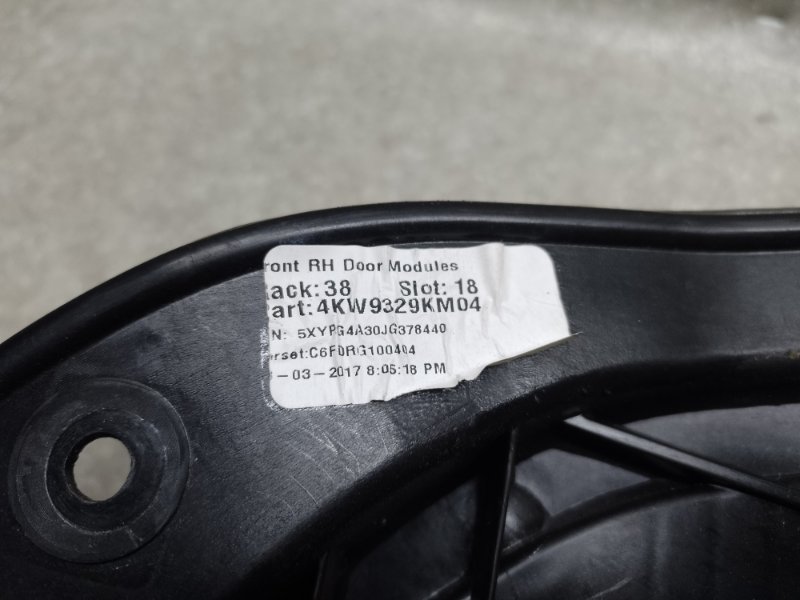 ront RH Door Modules
ack: 38 Slot: 18
art: 4KW9329KM04
N: 5XYPG4A30JG378440
rset:C6F0RG100404
-03-2017 8:05:18 PM